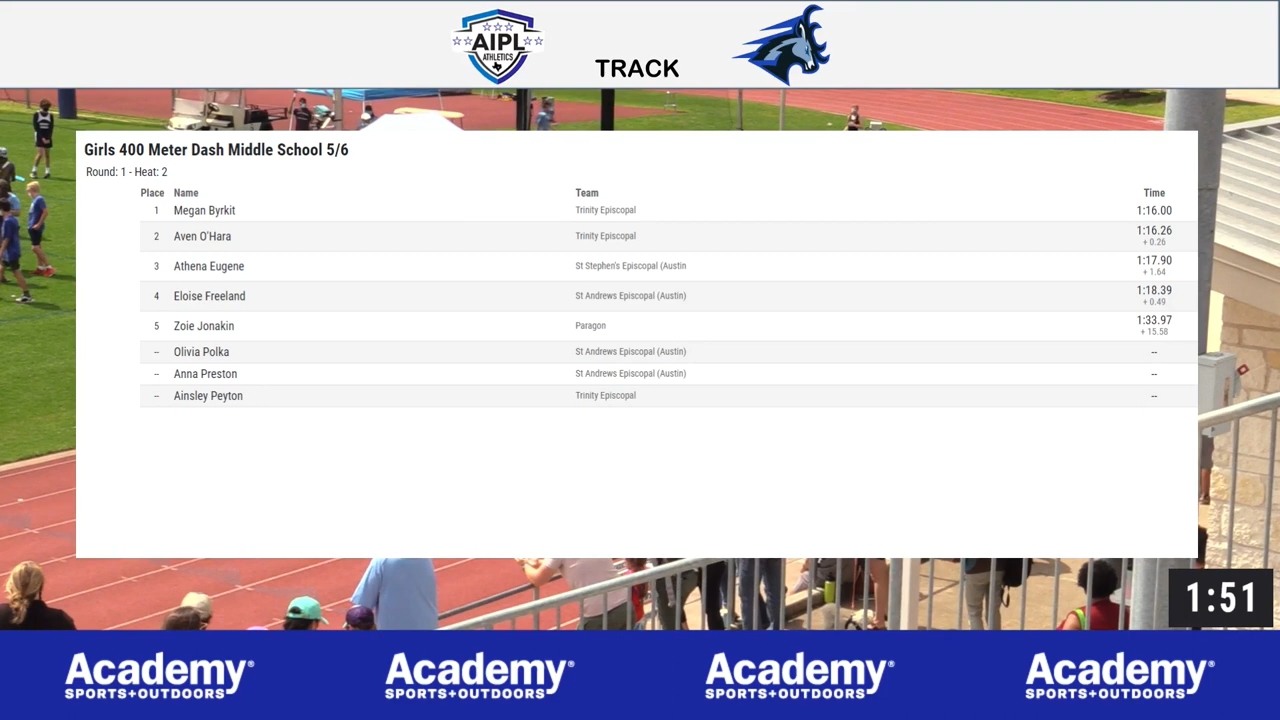 AIPL
ATHLETICS
TRACK
Girls 400 Meter Dash Middle School 5/6
Round: 1 - Heat: 2
Place Name Team Time
1 Megan Byrkit Trinity Episcopal 1:16.00
2 Aven O'Hara Trinity Episcopal 1:16.26
+ 0.26
3 Athena Eugene St Stephen's Episcopal (Austin 1:17.90
+ 1.64
4 Eloise Freeland St Andrews Episcopal (Austin) 1:18.39
+ 0.49
5 Zoie Jonakin Paragon 1:33.97
+ 15.58
-- Olivia Polka St Andrews Episcopal (Austin) --
-- Anna Preston St Andrews Episcopal (Austin) --
-- Ainsley Peyton Trinity Episcopal --
1:51
Academy Academy Academy Academy
SPORTS+OUTDOORS SPORTS+OUTDOORS SPORTS+OUTDOORS SPORTS+OUTDOORS